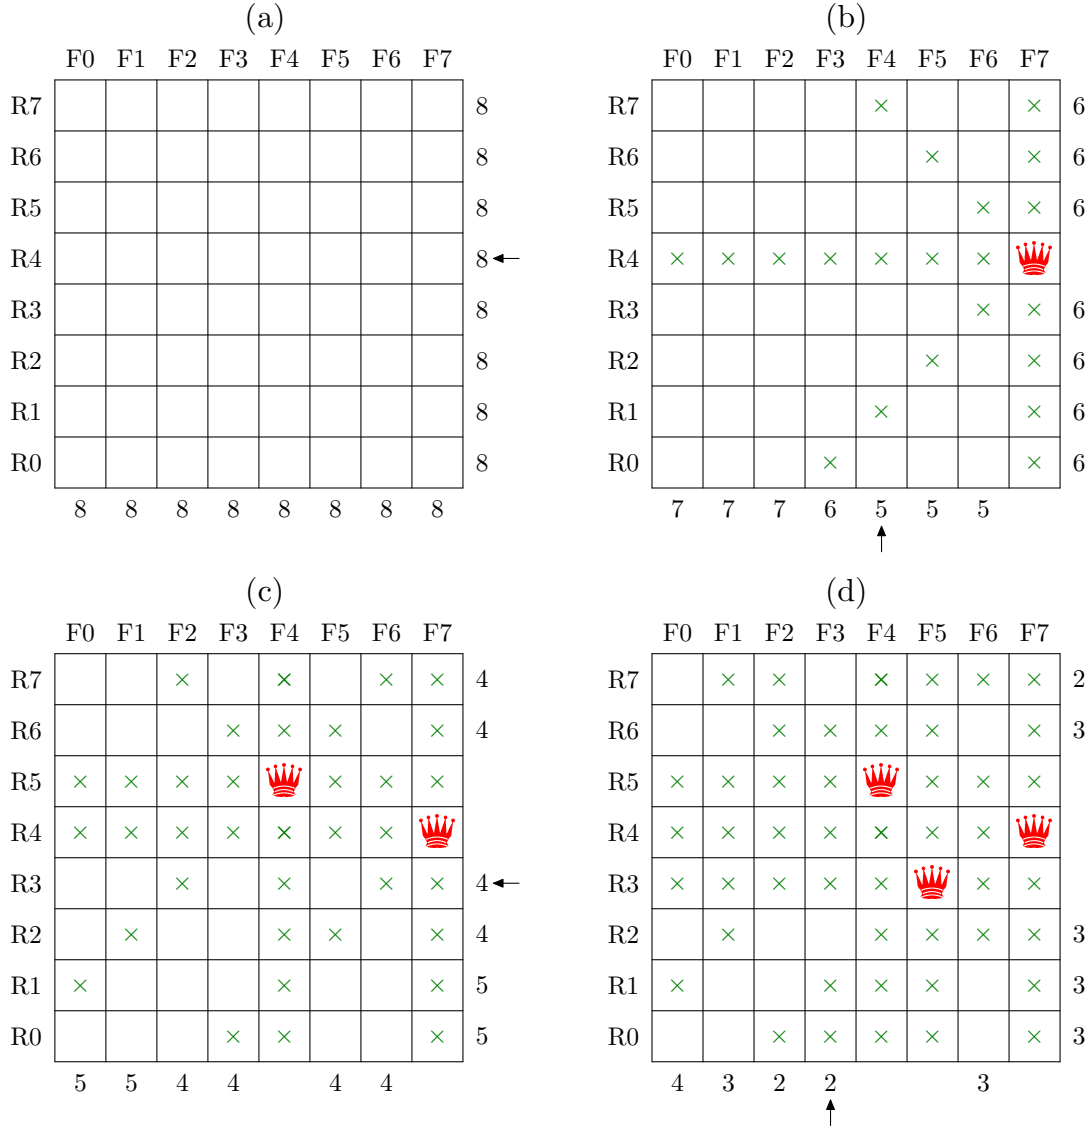 (a) (b)
F0 F1 F2 F3 F4 F5 F6 F7 F0 F1 F2 F3 F4 F5 F6 F7
R7 8 R7 6
R6 8 R6 6
R5 8 R5 6
R4 8 R4
R3 8 R3 6
R2 8 R2 6
R1 8 R1 6
R0 8 R0 6
8 8 8 8 8 8 8 8 7 7 7 6 5 5 5
(c) (d)
F0 F1 F2 F3 F4 F5 F6 F7 F0 F1 F2 F3 F4 F5 F6 F7
R7 4 R7 2
R6 4 R6 3
R5 R5
R4 R4
R3 4 R3
R2 4 R2 3
R1 5 R1 3
R0 5 R0 3
5 5 4 4 4 4 4 3 2 2 3